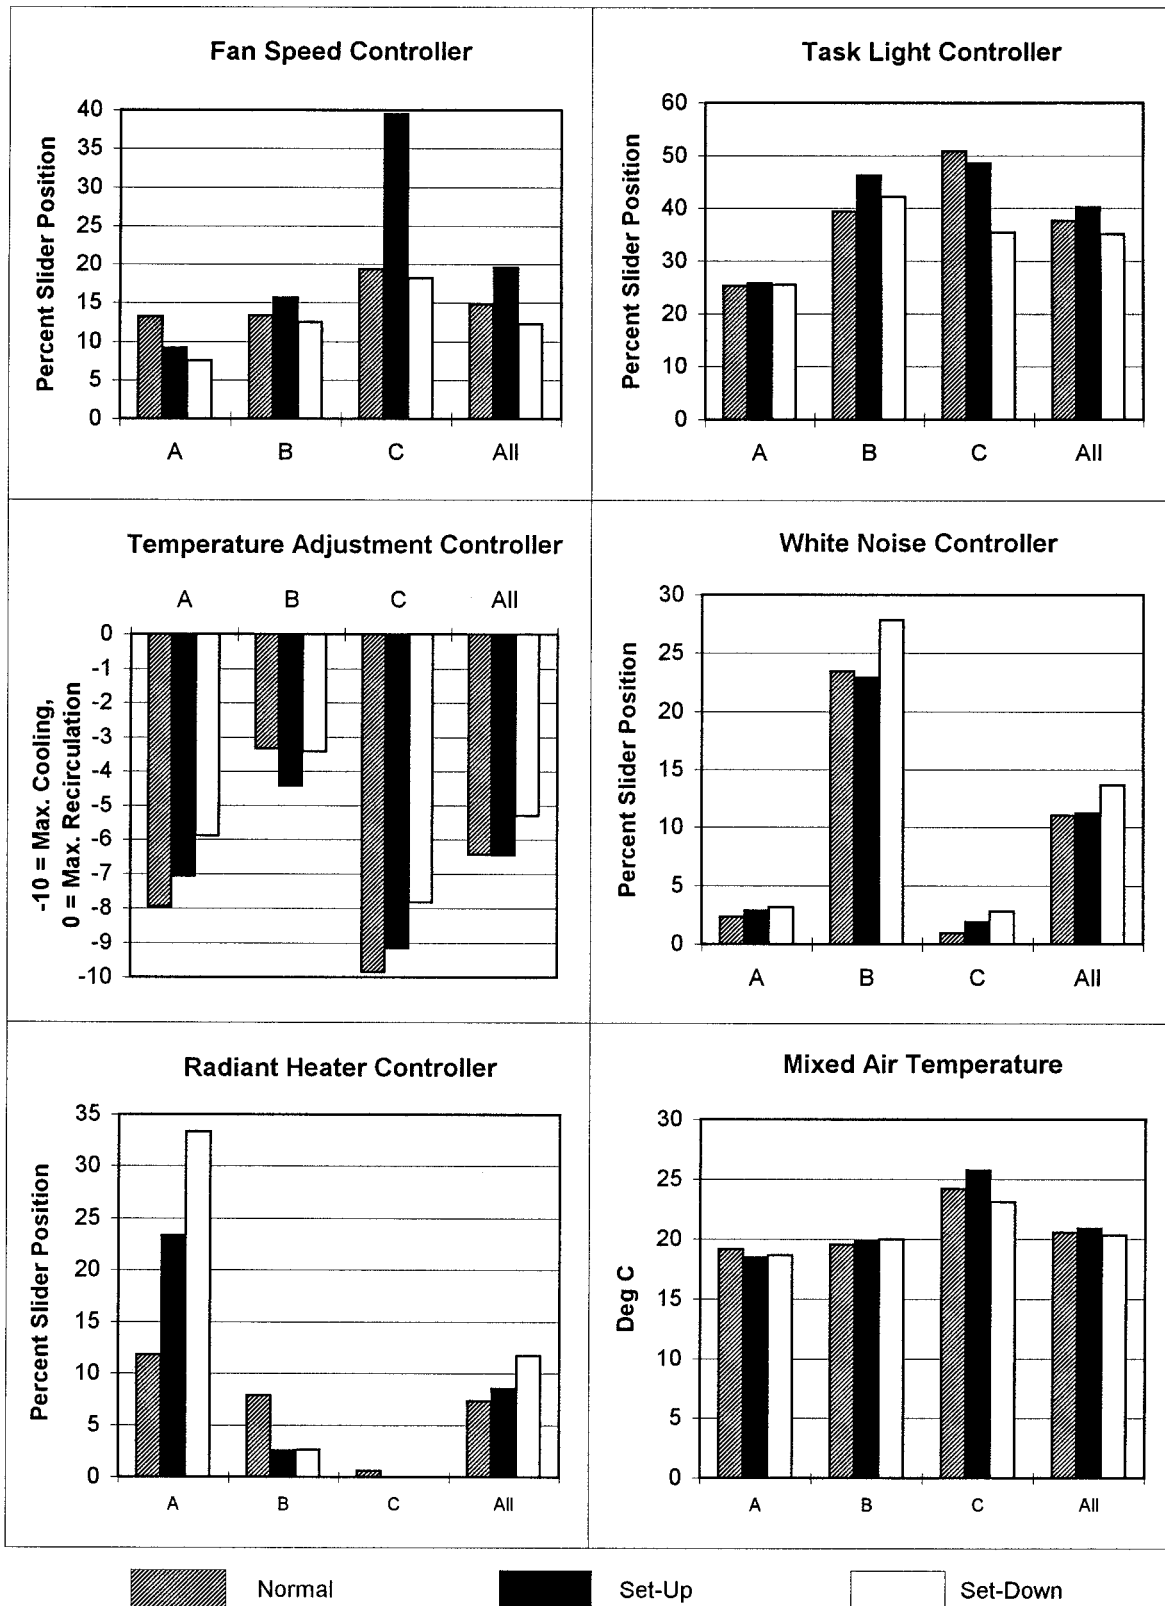 Fan Speed Controller
Percent Slider Position
40
35
30
25
20
15
10
5
0
A B C All
Task Light Controller
Percent Slider Position
60
50
40
30
20
10
0
A B C All
Temperature Adjustment Controller
A B C All
-10 = Max. Cooling,
0 = Max. Recirculation
0
-1
-2
-3
-4
-5
-6
-7
-8
-9
-10
White Noise Controller
Percent Slider Position
30
25
20
15
10
5
0
A B C All
Radiant Heater Controller
Percent Slider Position
35
30
25
20
15
10
5
0
A B C All
Mixed Air Temperature
Deg C
30
25
20
15
10
5
0
A B C All
Normal Set-Up Set-Down